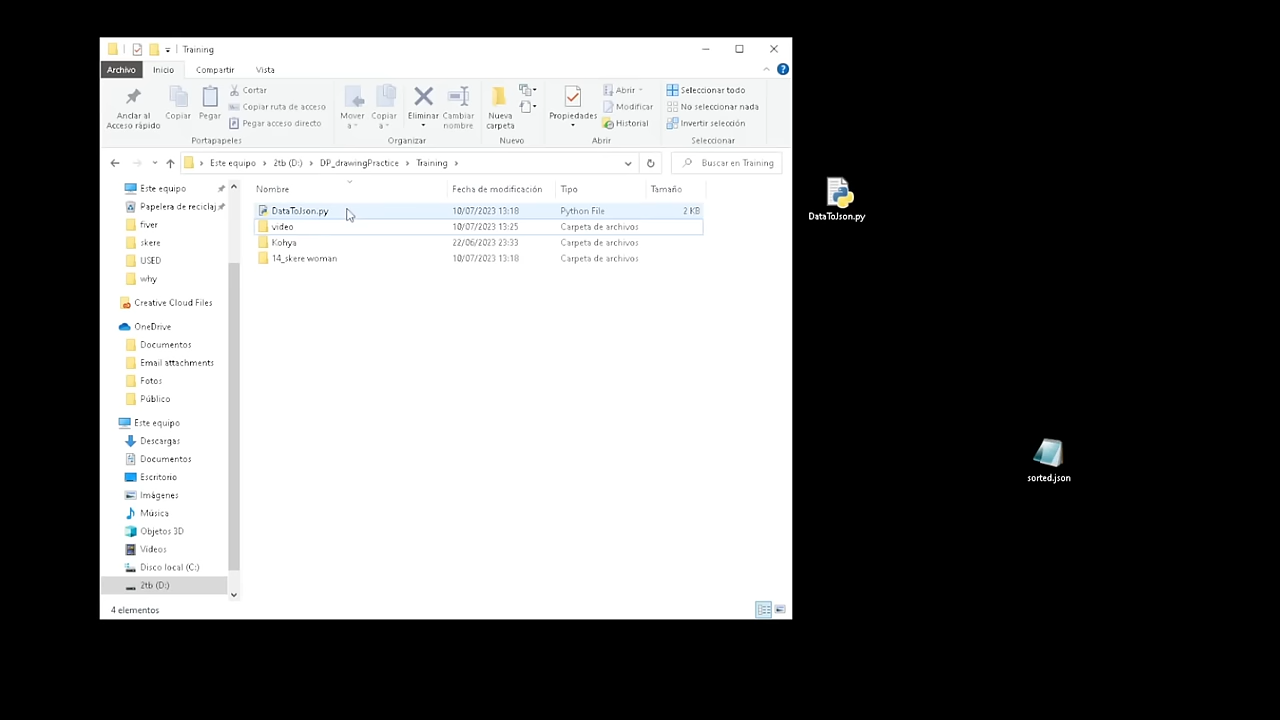 Training
Archivo Inicio Compartir Vista
Anclar al Acceso rápido
Copiar
Pegar
Cortar
Copiar ruta de acceso
Pegar acceso directo
Portapapeles
Mover a
Copiar a
Eliminar
Cambiar nombre
Organizar
Nueva carpeta
Nuevo
Propiedades
Abrir
Modificar
Historial
Abrir
Seleccionar todo
No seleccionar nada
Invertir selección
Seleccionar
Este equipo > 2tb (D:) > DP_drawingPractice > Training >
Buscar en Training
Este equipo
Papelera de reciclaj
fiver
skere
USED
why
Creative Cloud Files
OneDrive
Documentos
Email attachments
Fotos
Público
Este equipo
Descargas
Documentos
Escritorio
Imágenes
Música
Objetos 3D
Vídeos
Disco local (C:)
2tb (D:)
Nombre Fecha de modificación Tipo Tamaño
DataToJson.py 10/07/2023 13:18 Python File 2 KB
video 10/07/2023 13:25 Carpeta de archivos
Kohya 22/06/2023 23:33 Carpeta de archivos
14_skere woman 10/07/2023 13:18 Carpeta de archivos
4 elementos
DataToJson.py
sorted.json